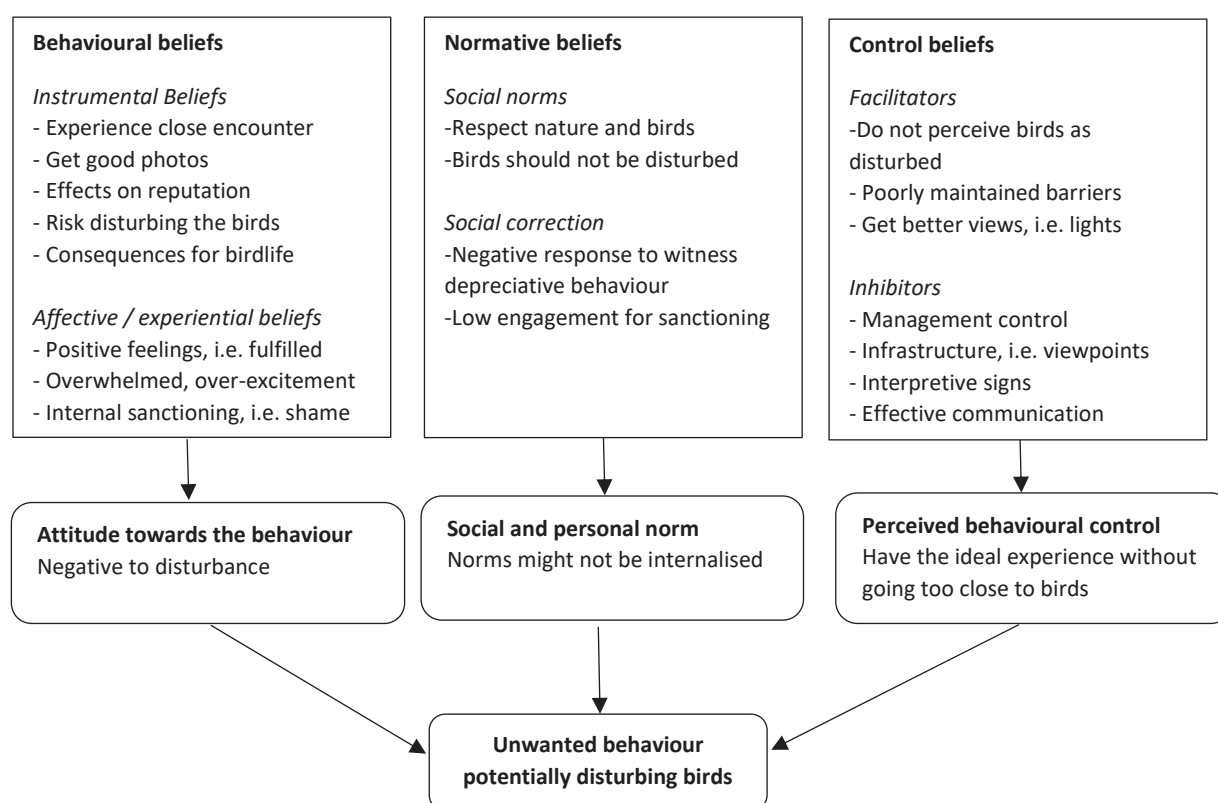 Behavioural beliefs
Instrumental Beliefs
- Experience close encounter
- Get good photos
- Effects on reputation
- Risk disturbing the birds
- Consequences for birdlife
Affective / experiential beliefs
- Positive feelings, i.e. fulfilled
- Overwhelmed, over-excitement
- Internal sanctioning, i.e. shame
Normative beliefs
Social norms
-Respect nature and birds
-Birds should not be disturbed
Social correction
-Negative response to witness
depreciative behaviour
-Low engagement for sanctioning
Control beliefs
Facilitators
-Do not perceive birds as
disturbed
- Poorly maintained barriers
- Get better views, i.e. lights
Inhibitors
- Management control
- Infrastructure, i.e. viewpoints
- Interpretive signs
- Effective communication
Attitude towards the behaviour
Negative to disturbance
Social and personal norm
Norms might not be internalised
Perceived behavioural control
Have the ideal experience without
going too close to birds
Unwanted behaviour
potentially disturbing birds